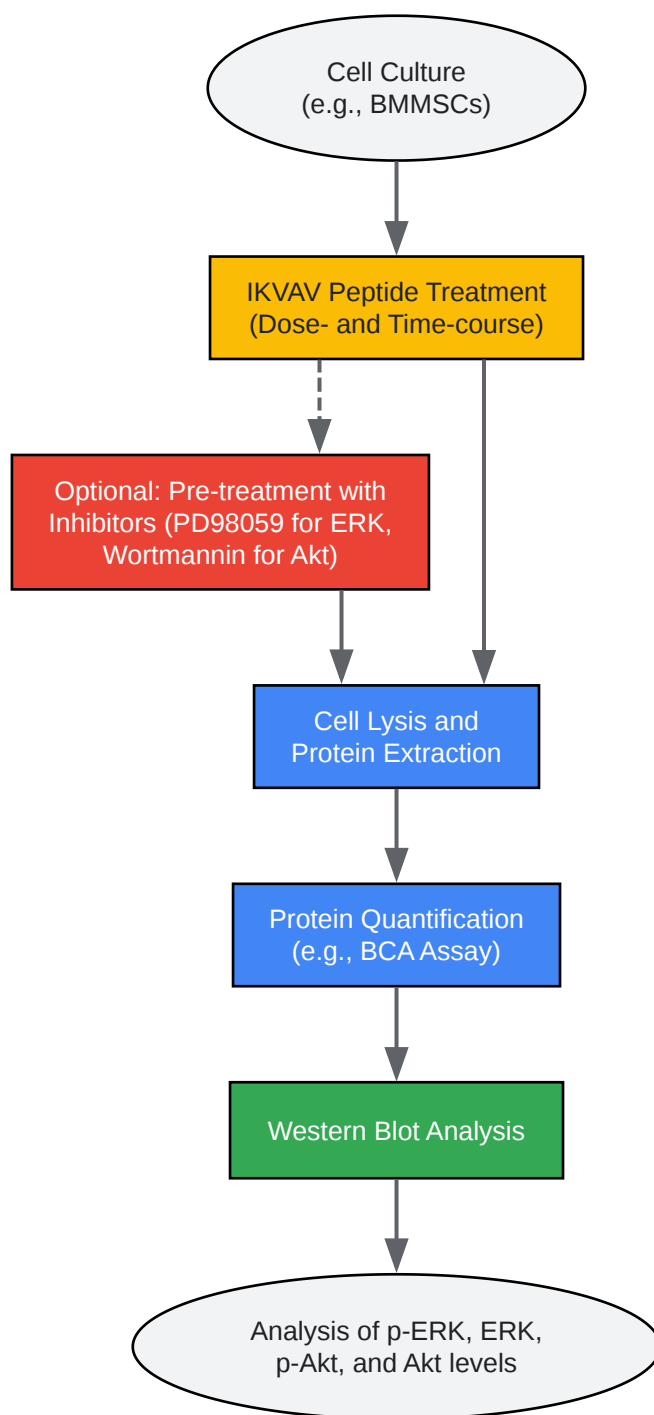 Cell Culture
(e.g., BMMSCs)
IKVAV Peptide Treatment
(Dose- and Time-course)
Optional: Pre-treatment with
Inhibitors (PD98059 for ERK,
Wortmannin for Akt)
Cell Lysis and
Protein Extraction
Protein Quantification
(e.g., BCA Assay)
Western Blot Analysis
Analysis of p-ERK, ERK,
p-Akt, and Akt levels